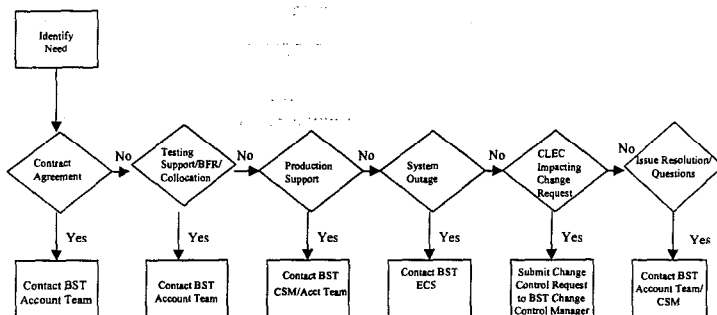 Identify
Need
Contract
Agreement
No
Testing
Support/BFR/
Collocation
No
Production
Support
No
System
Outage
No
CLEC
Impacting
Change
Request
No
Issue Resolution/
Questions
Yes
Yes
Yes
Yes
Yes
Yes
Contact BST
Account Team
Contact BST
Account Team
Contact BST
CSM/Acct Team
Contact BST
ECS
Submit Change
Control Request
to BST Change
Control Manager
Contact BST
Account Team/
CSM